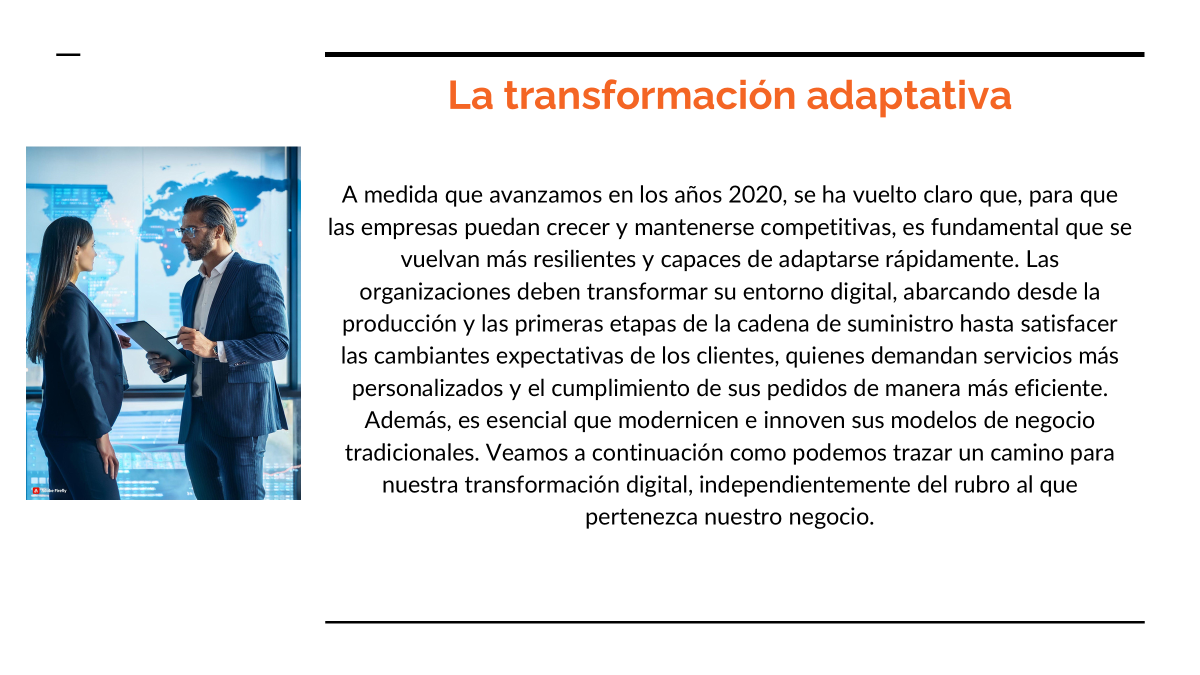 La transformación adaptativa
A medida que avanzamos en los años 2020, se ha vuelto claro que, para que
las empresas puedan crecer y mantenerse competitivas, es fundamental que se
vuelvan más resilientes y capaces de adaptarse rápidamente. Las
organizaciones deben transformar su entorno digital, abarcando desde la
producción y las primeras etapas de la cadena de suministro hasta satisfacer
las cambiantes expectativas de los clientes, quienes demandan servicios más
personalizados y el cumplimiento de sus pedidos de manera más eficiente.
Además, es esencial que modernicen e innoven sus modelos de negocio
tradicionales. Veamos a continuación como podemos trazar un camino para
nuestra transformación digital, independientemente del rubro al que
pertenezca nuestro negocio.
Adobe Firefly